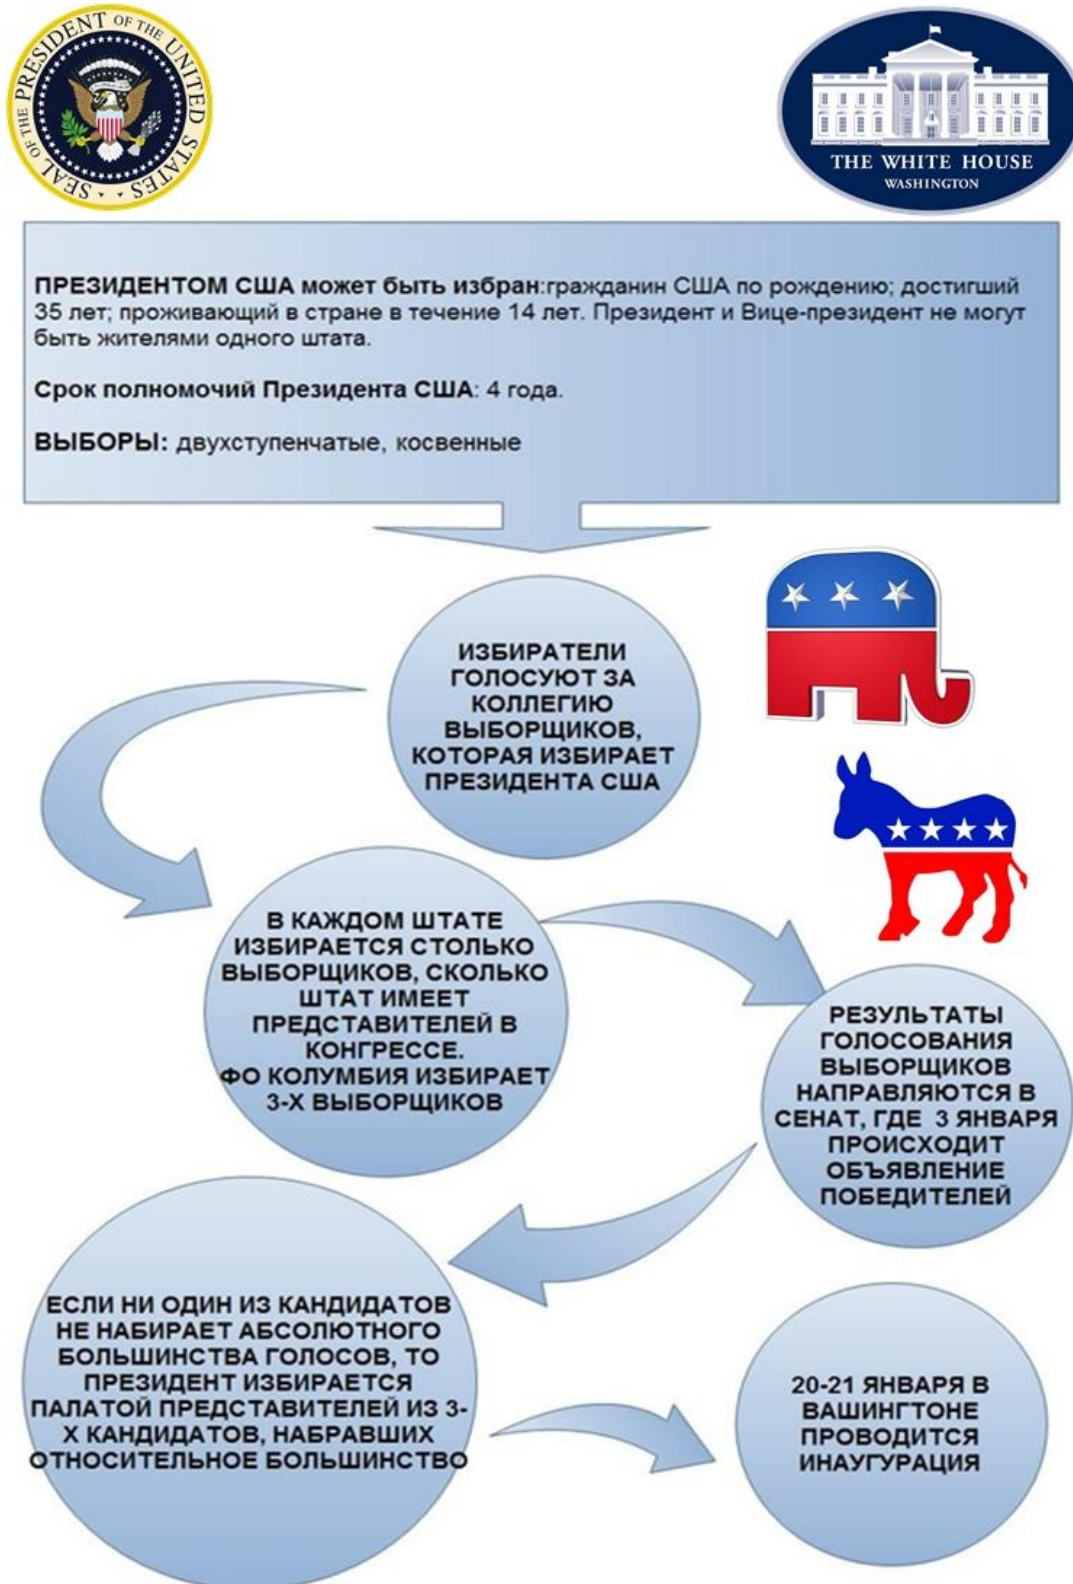 SEAL OF THE PRESIDENT OF THE UNITED STATES
THE WHITE HOUSE
WASHINGTON
ПРЕЗИДЕНТОМ США может быть избран:гражданин США по рождению; достигший
35 лет; проживающий в стране в течение 14 лет. Президент и Вице-президент не могут
быть жителями одного штата.
Срок полномочий Президента США: 4 года.
ВЫБОРЫ: двухступенчатые, косвенные
ИЗБИРАТЕЛИ
ГОЛОСУЮТ ЗА
КОЛЛЕГИЮ
ВЫБОРЩИКОВ,
КОТОРАЯ ИЗБИРАЕТ
ПРЕЗИДЕНТА США
В КАЖДОМ ШТАТЕ
ИЗБИРАЕТСЯ СТОЛЬКО
ВЫБОРЩИКОВ, СКОЛЬКО
ШТАТ ИМЕЕТ
ПРЕДСТАВИТЕЛЕЙ В
КОНГРЕССЕ.
ФО КОЛУМБИЯ ИЗБИРАЕТ
3-Х ВЫБОРЩИКОВ
РЕЗУЛЬТАТЫ
ГОЛОСОВАНИЯ
ВЫБОРЩИКОВ
НАПРАВЛЯЮТСЯ В
СЕНАТ, ГДЕ 3 ЯНВАРЯ
ПРОИСХОДИТ
ОБЪЯВЛЕНИЕ
ПОБЕДИТЕЛЕЙ
ЕСЛИ НИ ОДИН ИЗ КАНДИДАТОВ
НЕ НАБИРАЕТ АБСОЛЮТНОГО
БОЛЬШИНСТВА ГОЛОСОВ, ТО
ПРЕЗИДЕНТ ИЗБИРАЕТСЯ
ПАЛАТОЙ ПРЕДСТАВИТЕЛЕЙ ИЗ 3-
Х КАНДИДАТОВ, НАБРАВШИХ
ОТНОСИТЕЛЬНОЕ БОЛЬШИНСТВО
20-21 ЯНВАРЯ В
ВАШИНГТОНЕ
ПРОВОДИТСЯ
ИНАУГУРАЦИЯ